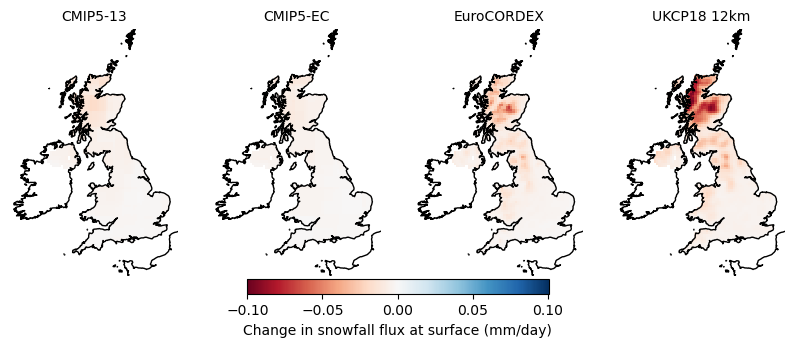 CMIP5-13
CMIP5-EC
EuroCORDEX
UKCP18 12km
−0.10 −0.05 0.00 0.05 0.10
Change in snowfall flux at surface (mm/day)